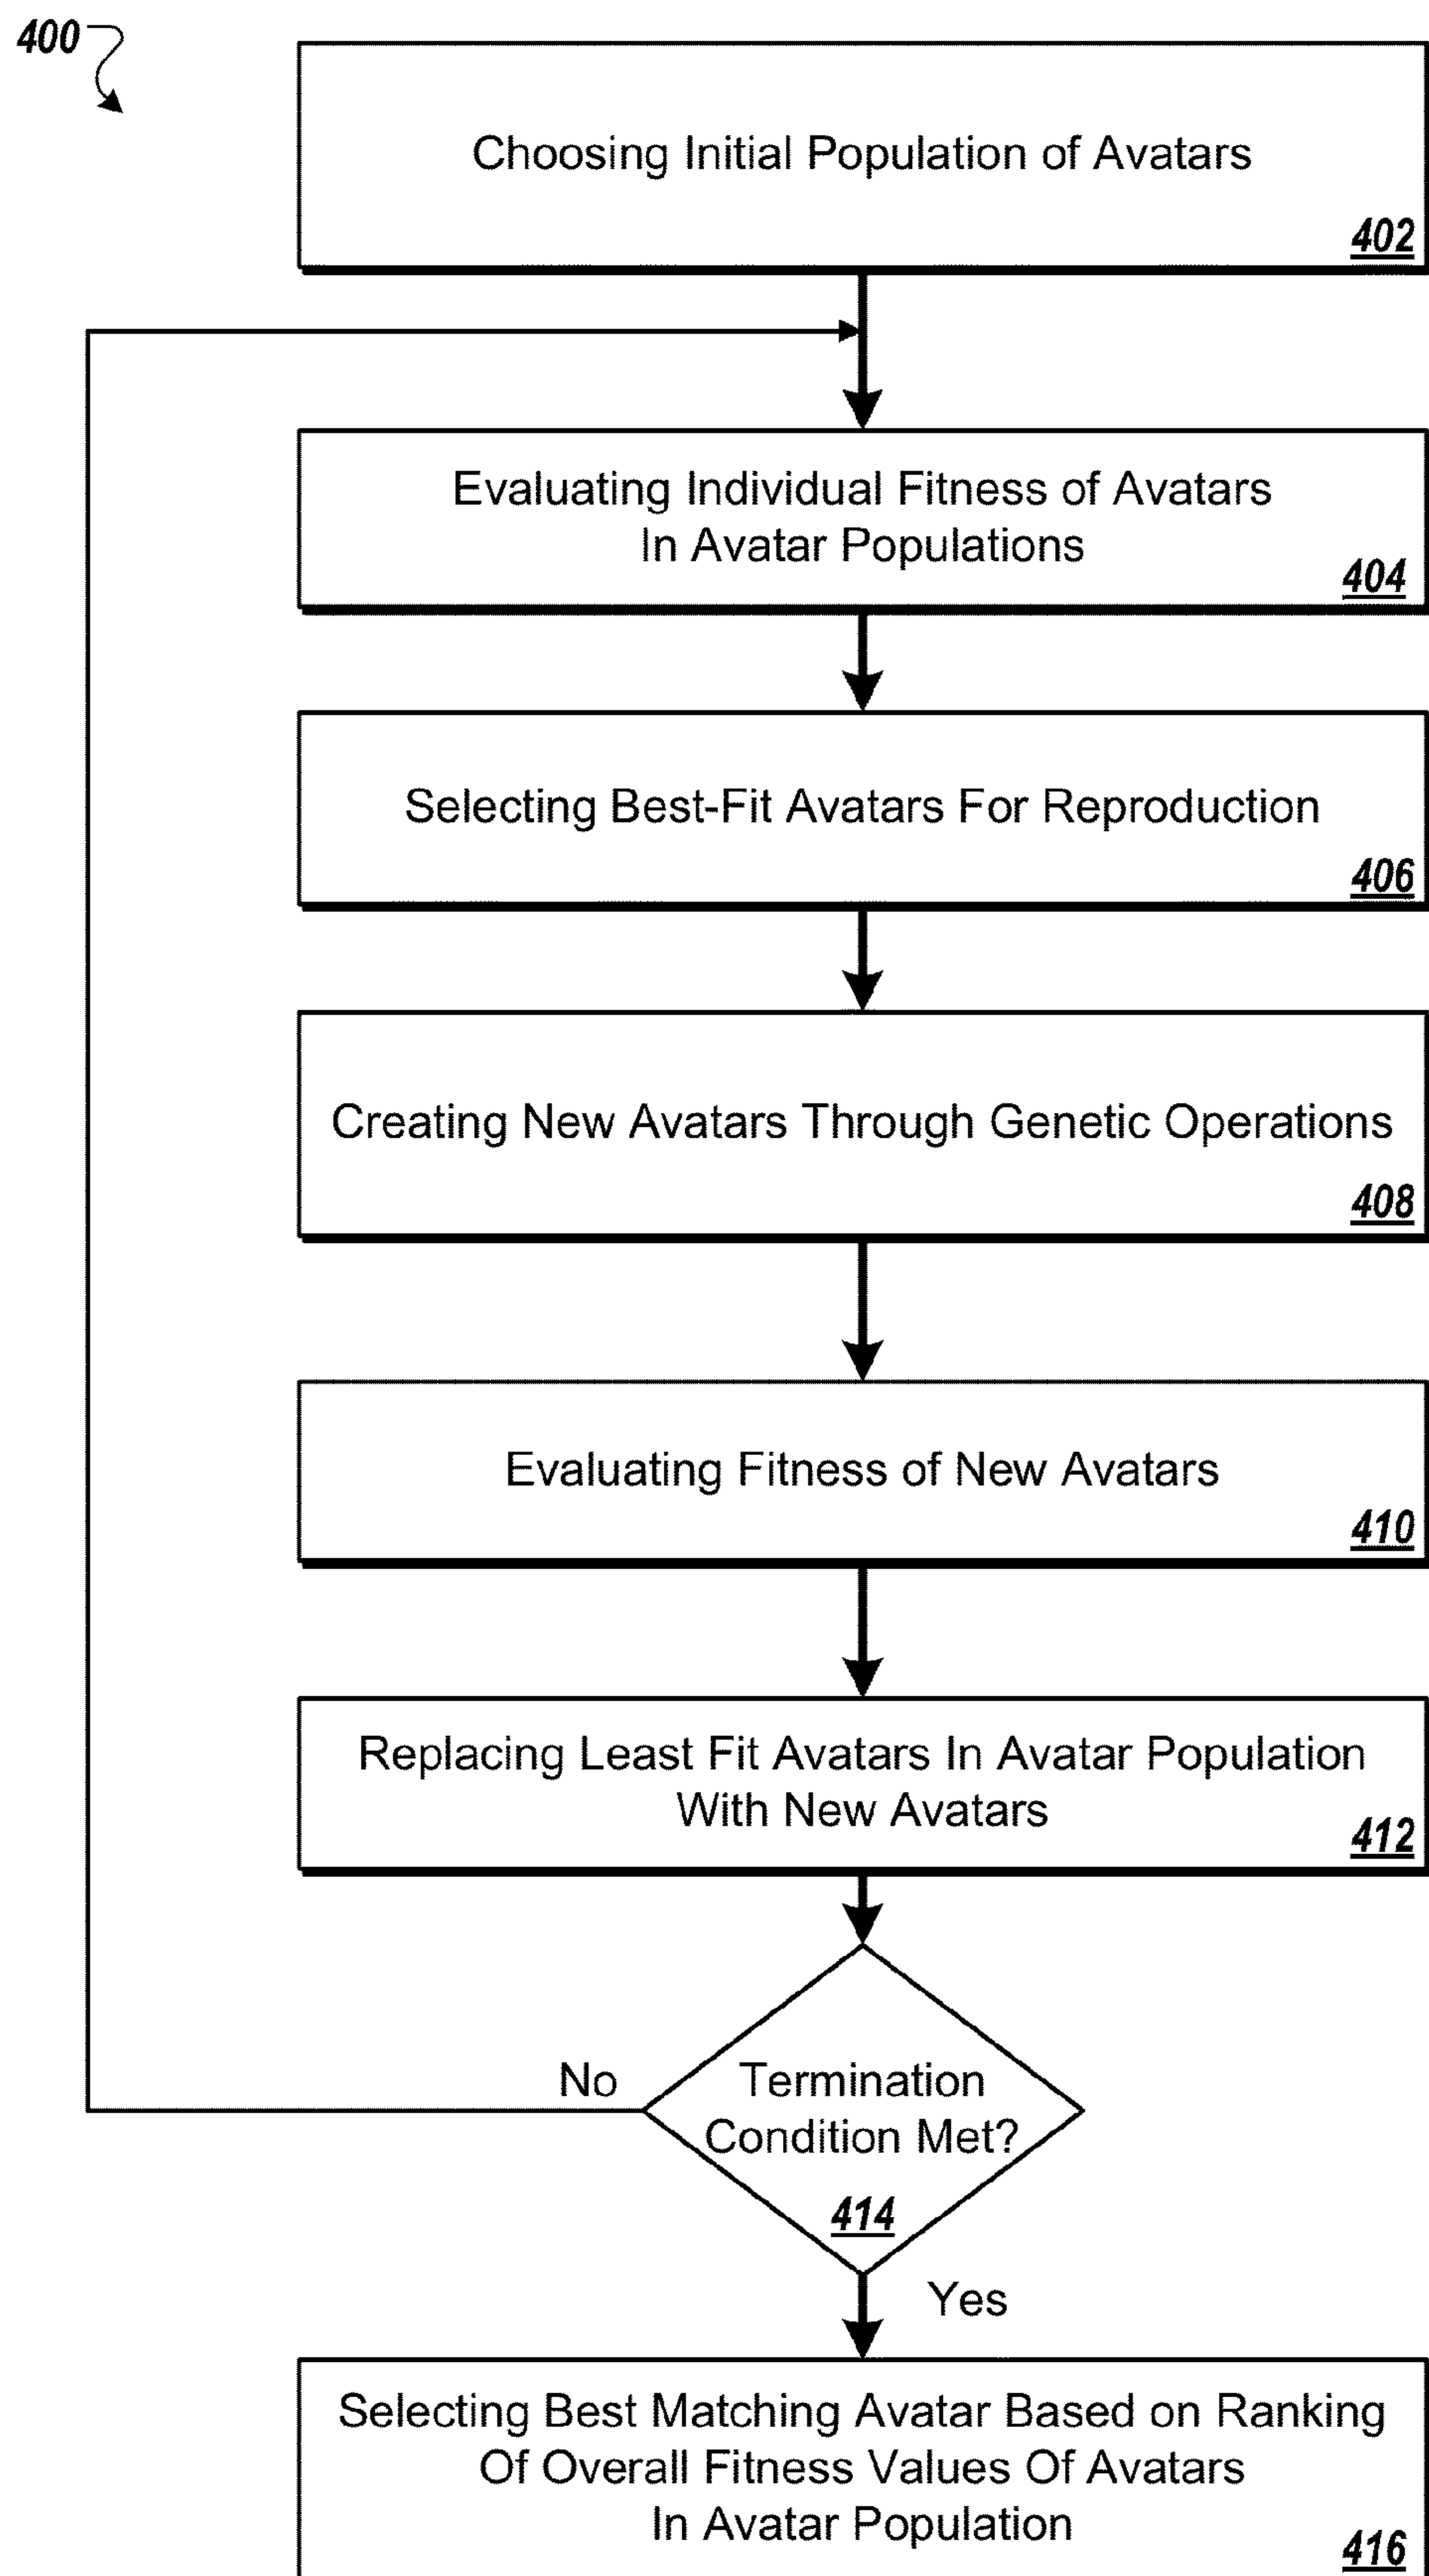 400
Choosing Initial Population of Avatars
402
Evaluating Individual Fitness of Avatars
In Avatar Populations
404
Selecting Best-Fit Avatars For Reproduction
406
Creating New Avatars Through Genetic Operations
408
Evaluating Fitness of New Avatars
410
Replacing Least Fit Avatars In Avatar Population
With New Avatars
412
No
Termination
Condition Met?
414
Yes
Selecting Best Matching Avatar Based on Ranking
Of Overall Fitness Values Of Avatars
In Avatar Population
416